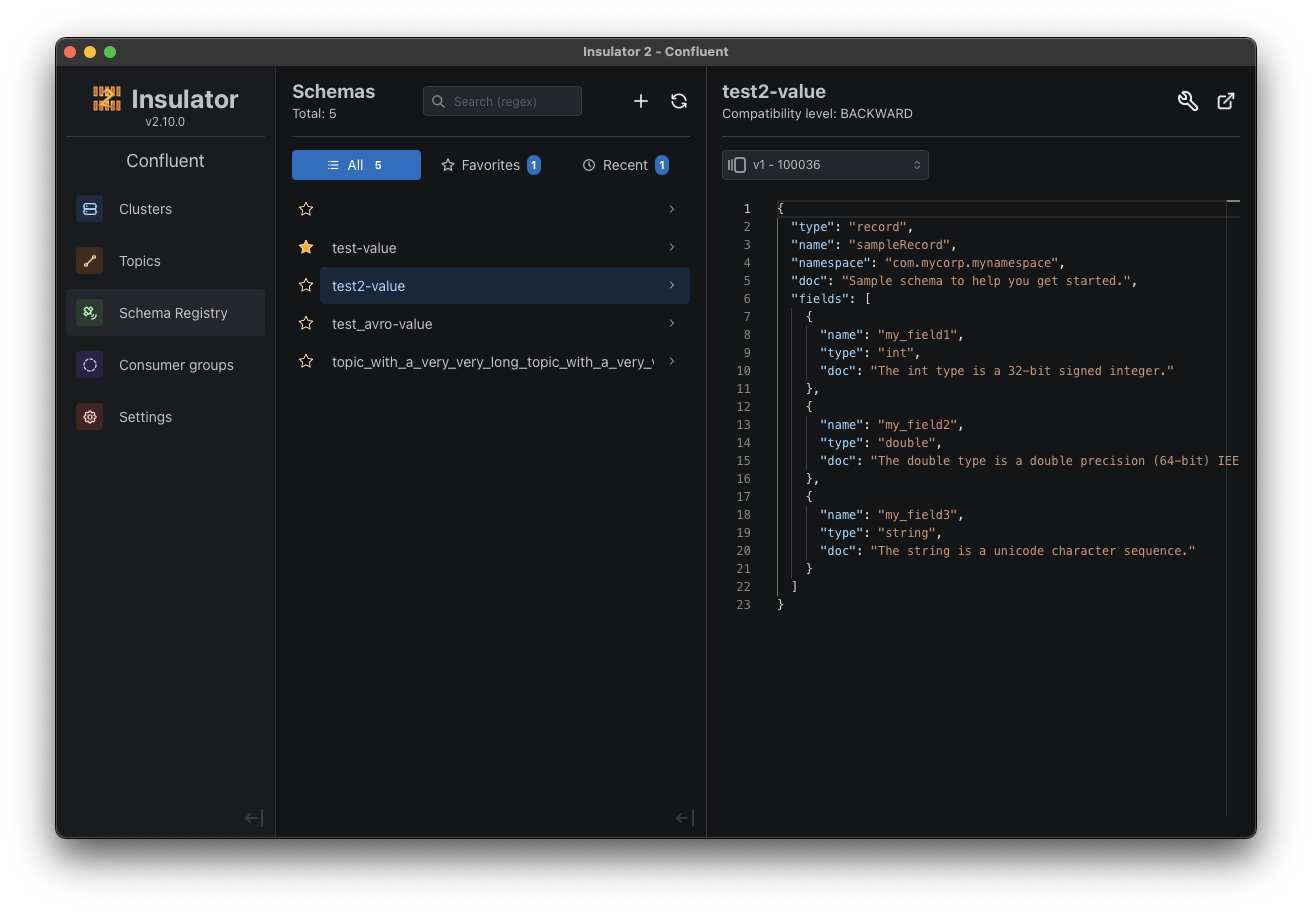 Insulator 2 - Confluent
Insulator
v2.10.0
Confluent
Clusters
Topics
Schema Registry
Consumer groups
Settings
Schemas
Total: 5
Search (regex)
All 5
Favorites 1
Recent 1
test-value
test2-value
test_avro-value
topic_with_a_very_very_long_topic_with_a_very_
test2-value
Compatibility level: BACKWARD
v1 - 100036
1 {
2 "type": "record",
3 "name": "sampleRecord",
4 "namespace": "com.mycorp.mynamespace",
5 "doc": "Sample schema to help you get started.",
6 "fields": [
7 {
8 "name": "my_field1",
9 "type": "int",
10 "doc": "The int type is a 32-bit signed integer."
11 },
12 {
13 "name": "my_field2",
14 "type": "double",
15 "doc": "The double type is a double precision (64-bit) IEE
16 },
17 {
18 "name": "my_field3",
19 "type": "string",
20 "doc": "The string is a unicode character sequence."
21 }
22 ]
23 }